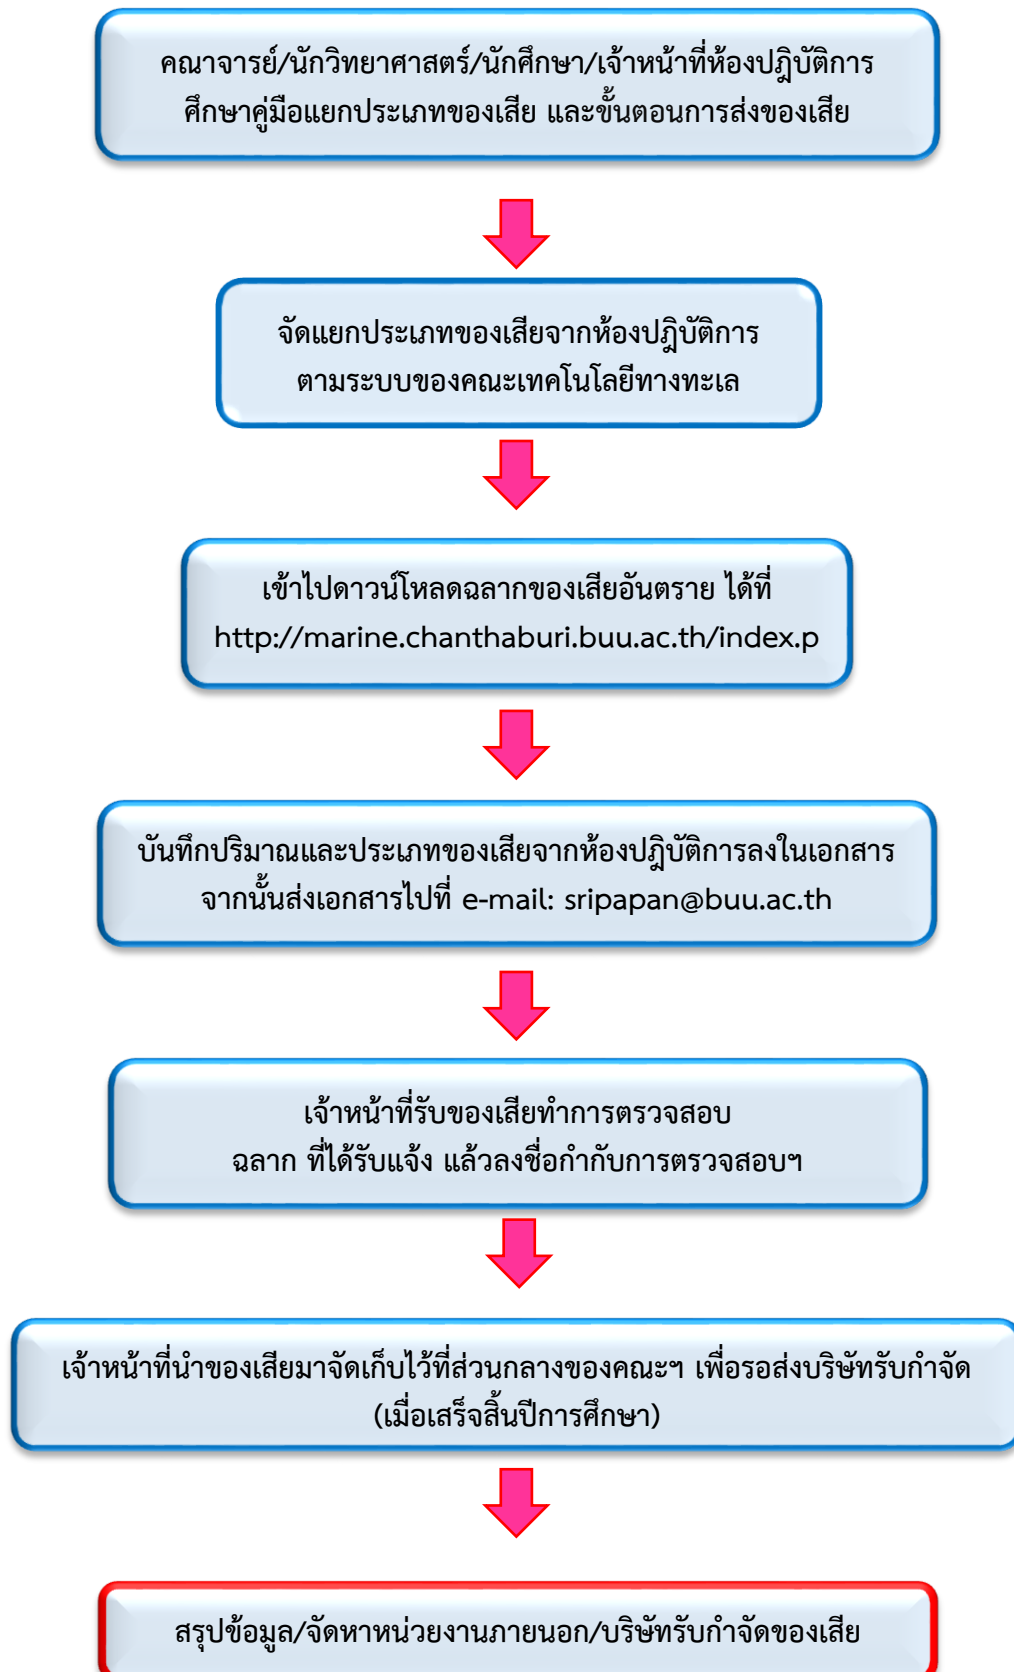 คณาจารย์/นักวิทยาศาสตร์/นักศึกษา/เจ้าหน้าที่ห้องปฎิบัติการ
ศึกษาคู่มือแยกประเภทของเสีย และขั้นตอนการส่งของเสีย
จัดแยกประเภทของเสียจากห้องปฎิบัติการ
ตามระบบของคณะเทคโนโลยีทางทะเล
เข้าไปดาวน์โหลดฉลากของเสียอันตราย ได้ที่
http://marine.chanthaburi.buu.ac.th/index.p
บันทึกปริมาณและประเภทของเสียจากห้องปฎิบัติการลงในเอกสาร
จากนั้นส่งเอกสารไปที่ e-mail: sripapan@buu.ac.th
เจ้าหน้าที่รับของเสียทำการตรวจสอบ
ฉลาก ที่ได้รับแจ้ง แล้วลงชื่อกำกับการตรวจสอบฯ
เจ้าหน้าที่นำของเสียมาจัดเก็บไว้ที่ส่วนกลางของคณะฯ เพื่อรอส่งบริษัทรับกำจัด
(เมื่อเสร็จสิ้นปีการศึกษา)
สรุปข้อมูล/จัดหาหน่วยงานภายนอก/บริษัทรับกำจัดของเสีย